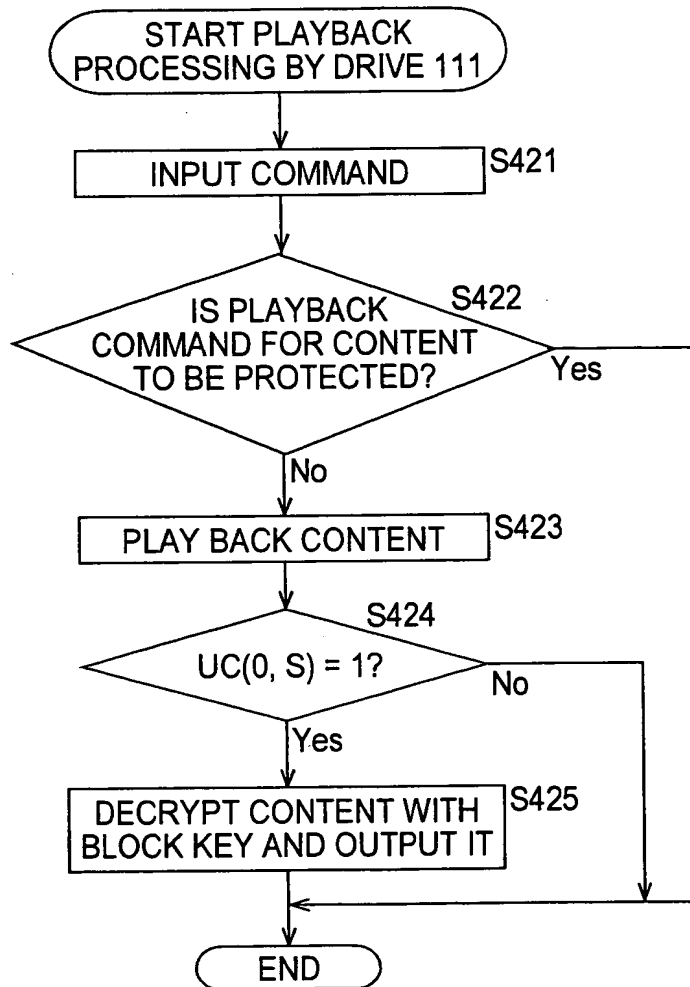 START PLAYBACK
PROCESSING BY DRIVE 111
INPUT COMMAND
S421
S422
IS PLAYBACK
COMMAND FOR CONTENT
TO BE PROTECTED?
Yes
No
PLAY BACK CONTENT
S423
S424
UC(0, S) = 1?
No
Yes
DECRYPT CONTENT WITH
BLOCK KEY AND OUTPUT IT
S425
END